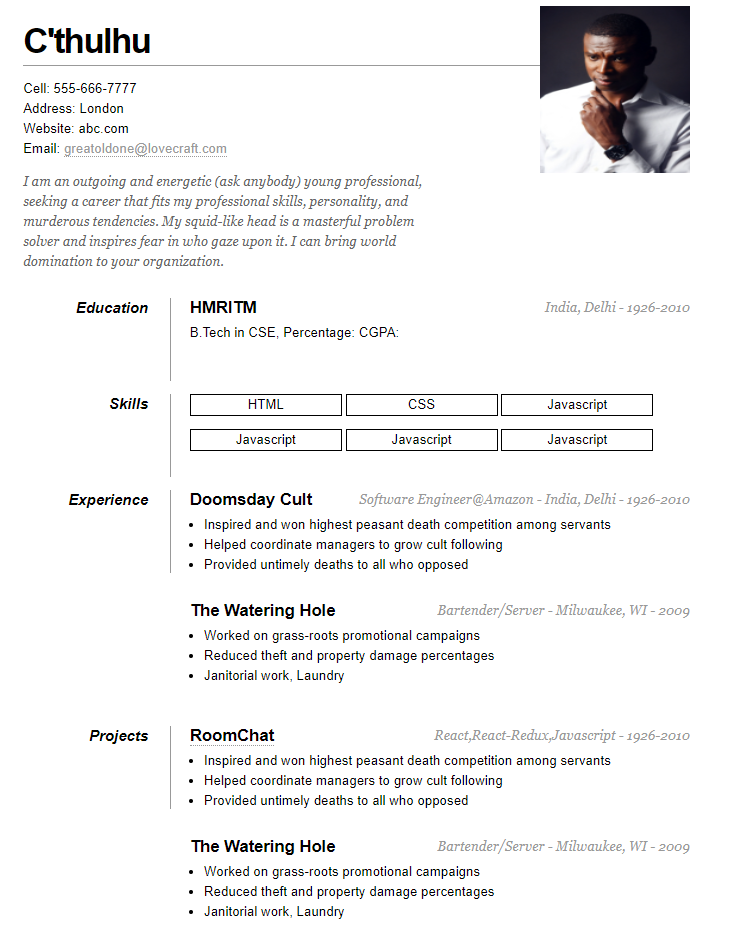 C'thulhu
Cell: 555-666-7777
Address: London
Website: abc.com
Email: greatoldone@lovecraft.com
I am an outgoing and energetic (ask anybody) young professional,
seeking a career that fits my professional skills, personality, and
murderous tendencies. My squid-like head is a masterful problem
solver and inspires fear in who gaze upon it. I can bring world
domination to your organization.
Education
HMRITM India, Delhi - 1926-2010
B.Tech in CSE, Percentage: CGPA:
Skills
HTML CSS Javascript
Javascript Javascript Javascript
Experience
Doomsday Cult Software Engineer@Amazon - India, Delhi - 1926-2010
• Inspired and won highest peasant death competition among servants
• Helped coordinate managers to grow cult following
• Provided untimely deaths to all who opposed
The Watering Hole Bartender/Server - Milwaukee, WI - 2009
• Worked on grass-roots promotional campaigns
• Reduced theft and property damage percentages
• Janitorial work, Laundry
Projects
RoomChat React,React-Redux,Javascript - 1926-2010
• Inspired and won highest peasant death competition among servants
• Helped coordinate managers to grow cult following
• Provided untimely deaths to all who opposed
The Watering Hole Bartender/Server - Milwaukee, WI - 2009
• Worked on grass-roots promotional campaigns
• Reduced theft and property damage percentages
• Janitorial work, Laundry